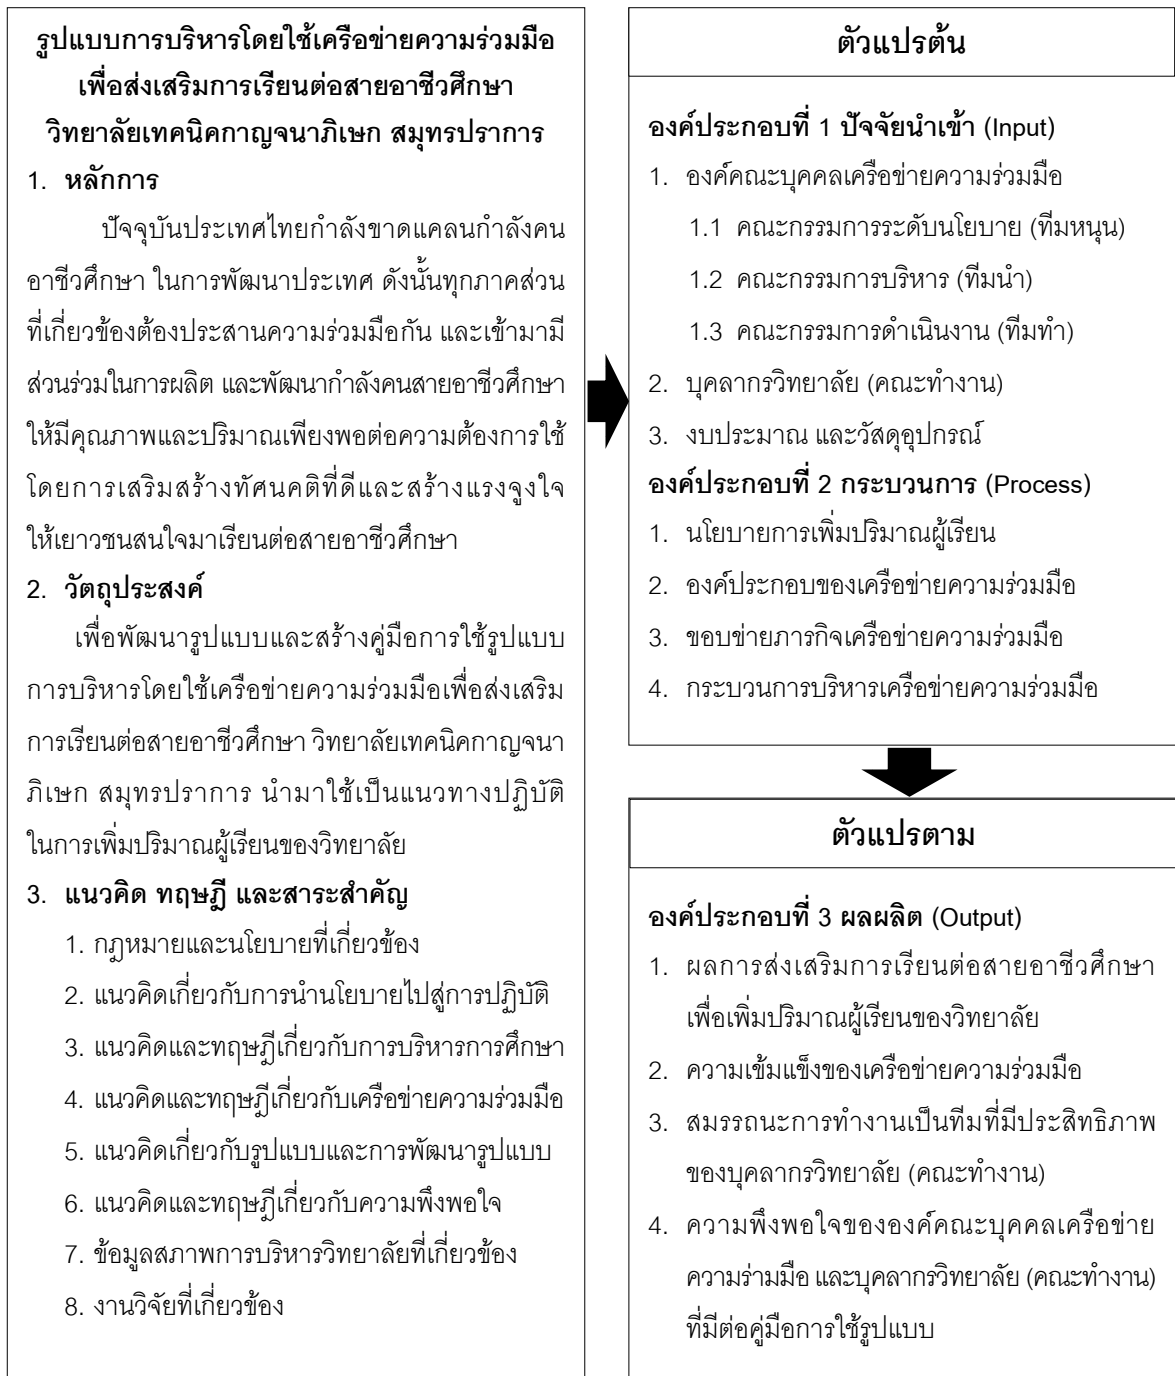 รูปแบบการบริหารโดยใช้เครือข่ายความร่วมมือ
เพื่อส่งเสริมการเรียนต่อสายอาชีวศึกษา
วิทยาลัยเทคนิคกาญจนาภิเษก สมุทรปราการ
1. หลักการ
ปัจจุบันประเทศไทยกำลังขาดแคลนกำลังคน
อาชีวศึกษา ในการพัฒนาประเทศ ดังนั้นทุกภาคส่วน
ที่เกี่ยวข้องต้องประสานความร่วมมือกัน และเข้ามามี
ส่วนร่วมในการผลิต และพัฒนากำลังคนสายอาชีวศึกษา
ให้มีคุณภาพและปริมาณเพียงพอต่อความต้องการใช้
โดยการเสริมสร้างทัศนคติที่ดีและสร้างแรงจูงใจ
ให้เยาวชนสนใจมาเรียนต่อสายอาชีวศึกษา
2. วัตถุประสงค์
เพื่อพัฒนารูปแบบและสร้างคู่มือการใช้รูปแบบ
การบริหารโดยใช้เครือข่ายความร่วมมือเพื่อส่งเสริม
การเรียนต่อสายอาชีวศึกษา วิทยาลัยเทคนิคกาญจนา
ภิเษก สมุทรปราการ นำมาใช้เป็นแนวทางปฏิบัติ
ในการเพิ่มปริมาณผู้เรียนของวิทยาลัย
3. แนวคิด ทฤษฎี และสาระสำคัญ
1. กฎหมายและนโยบายที่เกี่ยวข้อง
2. แนวคิดเกี่ยวกับการนำนโยบายไปสู่การปฏิบัติ
3. แนวคิดและทฤษฎีเกี่ยวกับการบริหารการศึกษา
4. แนวคิดและทฤษฎีเกี่ยวกับเครือข่ายความร่วมมือ
5. แนวคิดเกี่ยวกับรูปแบบและการพัฒนารูปแบบ
6. แนวคิดและทฤษฎีเกี่ยวกับความพึงพอใจ
7. ข้อมูลสภาพการบริหารวิทยาลัยที่เกี่ยวข้อง
8. งานวิจัยที่เกี่ยวข้อง
ตัวแปรต้น
องค์ประกอบที่ 1 ปัจจัยนำเข้า (Input)
1. องค์คณะบุคคลเครือข่ายความร่วมมือ
1.1 คณะกรรมการระดับนโยบาย (ทีมหนุน)
1.2 คณะกรรมการบริหาร (ทีมนำ)
1.3 คณะกรรมการดำเนินงาน (ทีมทำ)
2. บุคลากรวิทยาลัย (คณะทำงาน)
3. งบประมาณ และวัสดุอุปกรณ์
องค์ประกอบที่ 2 กระบวนการ (Process)
1. นโยบายการเพิ่มปริมาณผู้เรียน
2. องค์ประกอบของเครือข่ายความร่วมมือ
3. ขอบข่ายภารกิจเครือข่ายความร่วมมือ
4. กระบวนการบริหารเครือข่ายความร่วมมือ
ตัวแปรตาม
องค์ประกอบที่ 3 ผลผลิต (Output)
1. ผลการส่งเสริมการเรียนต่อสายอาชีวศึกษา
เพื่อเพิ่มปริมาณผู้เรียนของวิทยาลัย
2. ความเข้มแข็งของเครือข่ายความร่วมมือ
3. สมรรถนะการทำงานเป็นทีมที่มีประสิทธิภาพ
ของบุคลากรวิทยาลัย (คณะทำงาน)
4. ความพึงพอใจขององค์คณะบุคคลเครือข่าย
ความร่ามมือ และบุคลากรวิทยาลัย (คณะทำงาน)
ที่มีต่อคู่มือการใช้รูปแบบ